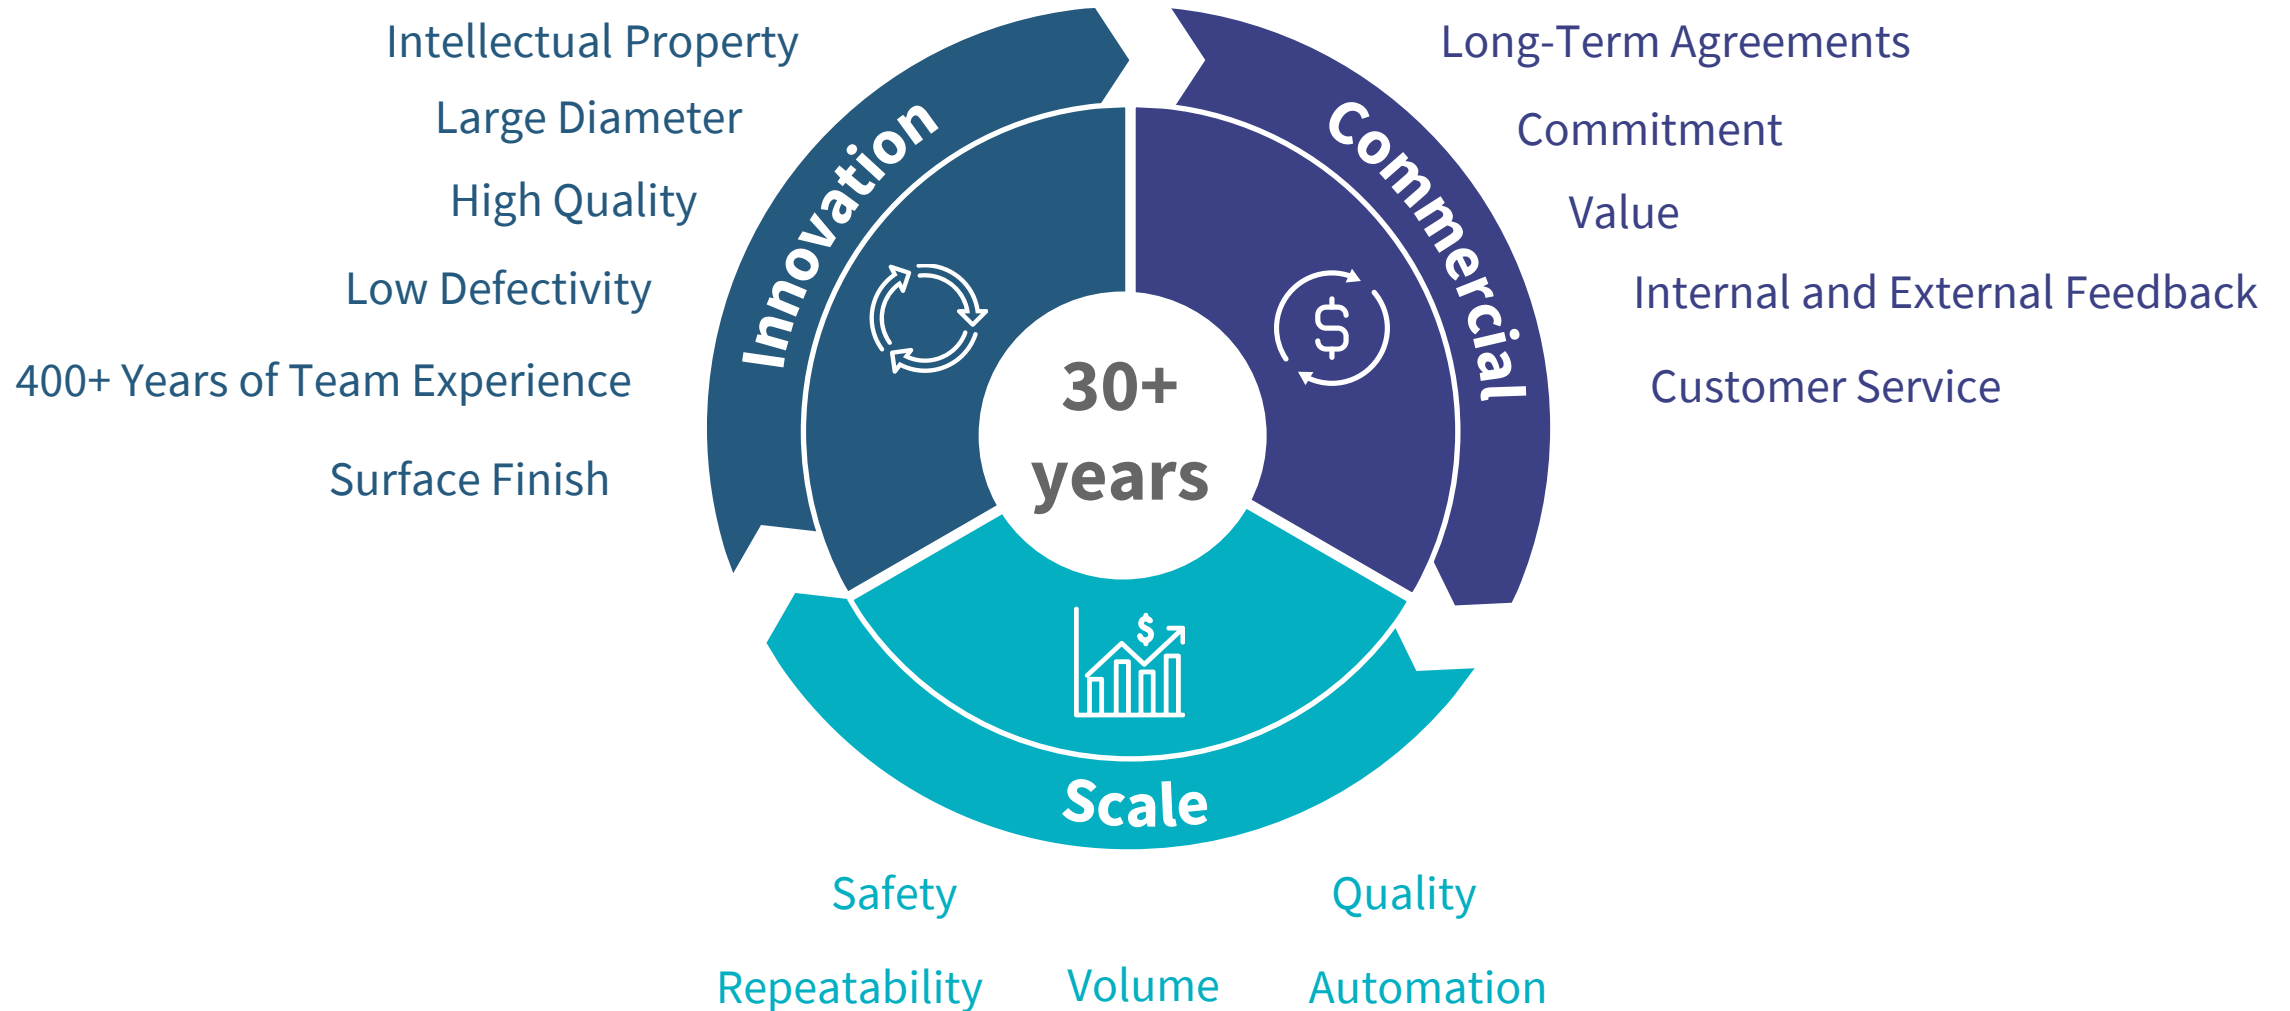 Intellectual Property
Large Diameter
High Quality
Low Defectivity
400+ Years of Team Experience
Surface Finish
Innovation
Commercial
30+
years
$
Long-Term Agreements
Commitment
Value
Internal and External Feedback
Customer Service
$
Scale
Safety
Quality
Repeatability
Volume
Automation